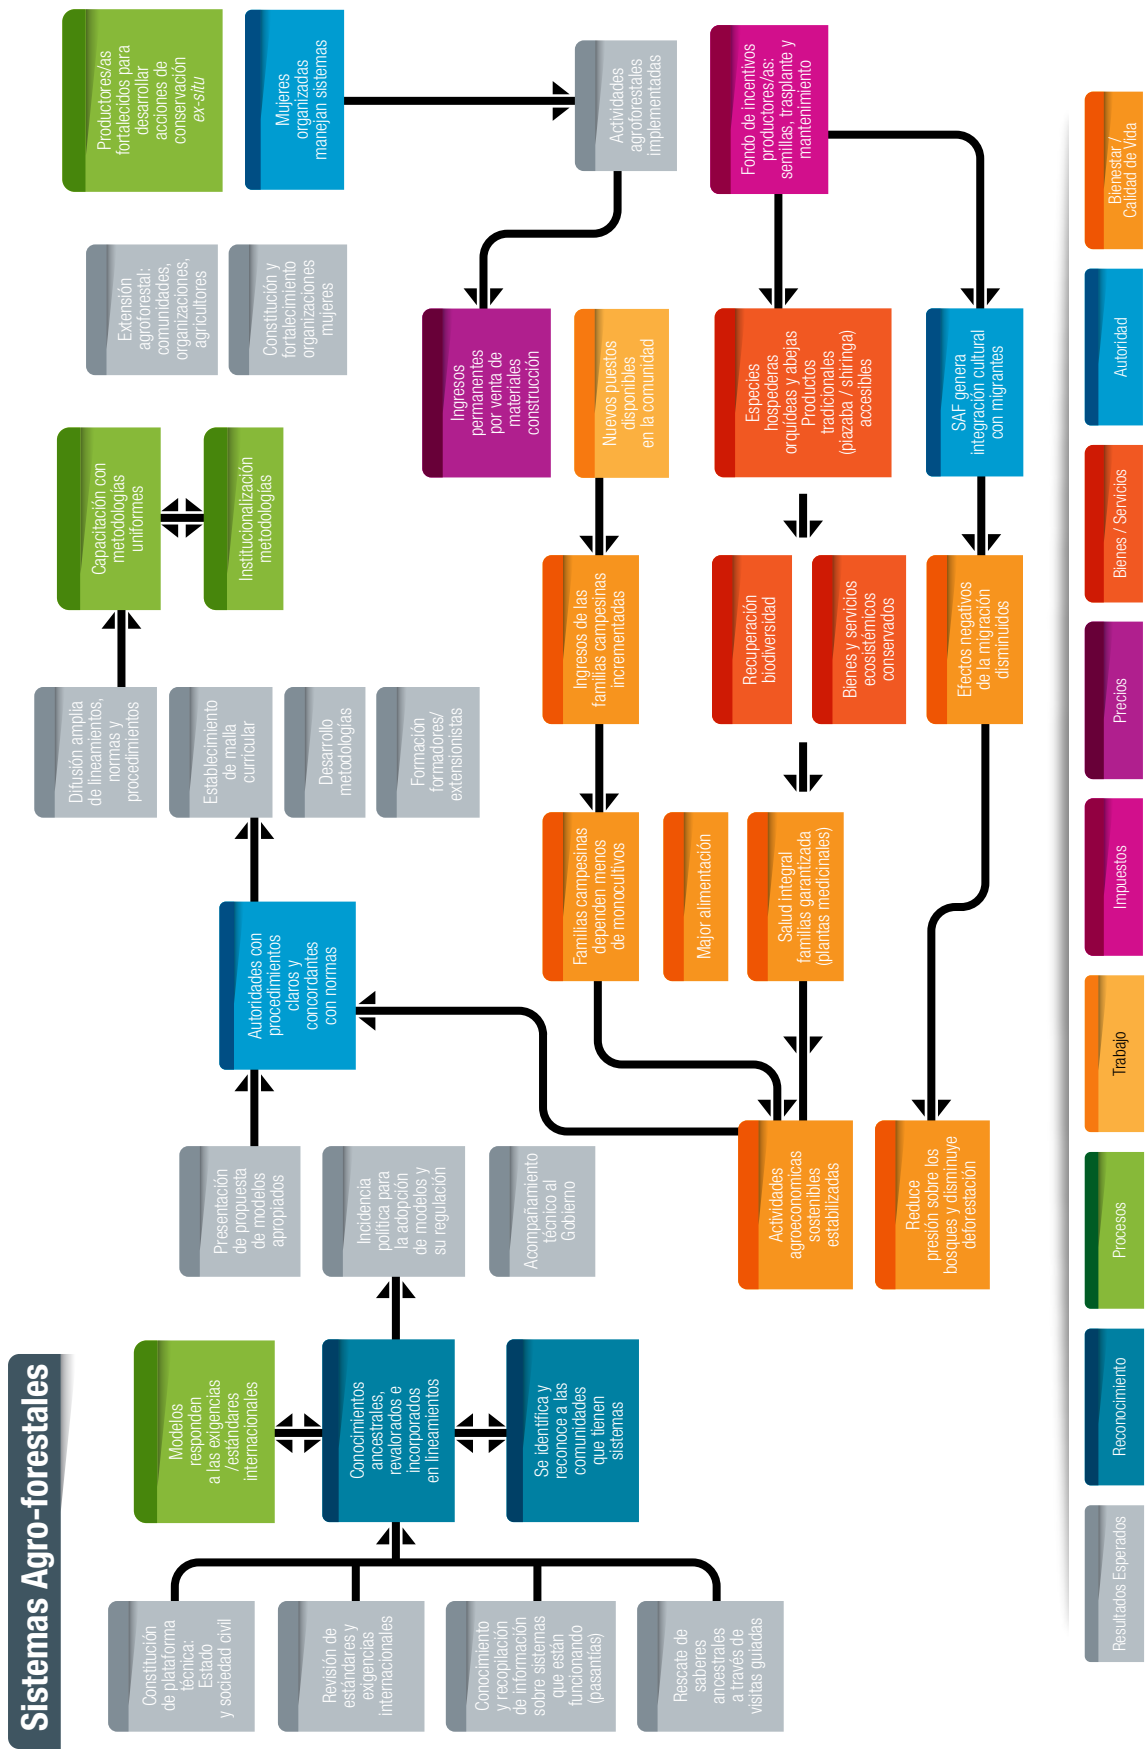 Sistemas Agro-forestales
Constitución
de plataforma
técnica:
Estado
y sociedad civil
Revisión de
estándares y
exigencias
internacionales
Conocimiento
y recopilación
de información
sobre sistemas
que están
funcionando
(pasantías)
Rescate de
saberes
ancestrales
a través de
visitas guiadas
Modelos
responden
a las exigencias
/estándares
internacionales
Conocimientos
ancestrales,
revalorados e
incorporados
en lineamientos
Se identifica y
reconoce a las
comunidades
que tienen
sistemas
Presentación
de propuesta
de modelos
apropiados
Incidencia
política para
la adopción
de modelos y
su regulación
Acompañamiento
técnico al
Gobierno
Autoridades con
procedimientos
claros y
concordantes
con normas
Difusión amplia
de lineamientos,
normas y
procedimientos
Establecimiento
de malla
curricular
Desarrollo
metodologías
Formación
formadores/
extensionistas
Capacitación con
metodologías
uniformes
Institucionalización
metodologías
Extensión
agroforestal:
comunidades,
organizaciones,
agricultores
Constitución y
fortalecimiento
organizaciones
mujeres
Productores/as
fortalecidos para
desarrollar
acciones de
conservación
ex-situ
Mujeres
organizadas
manejan sistemas
Actividades
agroforestales
implementadas
Ingresos
permanentes
por venta de
materiales
construcción
Nuevos puestos
disponibles
en la comunidad
Ingresos de las
familias campesinas
incrementadas
Familias campesinas
dependen menos
de monocultivos
Major alimentación
Salud integral
familias garantizada
(plantas medicinales)
Actividades
agroeconomicas
sostenibles
estabilizadas
Reduce
presión sobre los
bosques y disminuye
deforestación
Fondo de incentivos
productores/as:
semillas, trasplante y
mantenimiento
Especies
hospederas
orquídeas y abejas
Productos
tradicionales
(piazaba / shiringa)
accesibles
Recuperación
biodiversidad
Bienes y servicios
ecosistémicos
conservados
SAF genera
integración cultural
con migrantes
Efectos negativos
de la migración
disminuidos
Resultados Esperados
Reconocimiento
Procesos
Trabajo
Impuestos
Precios
Bienes / Servicios
Autoridad
Bienestar /
Calidad de Vida